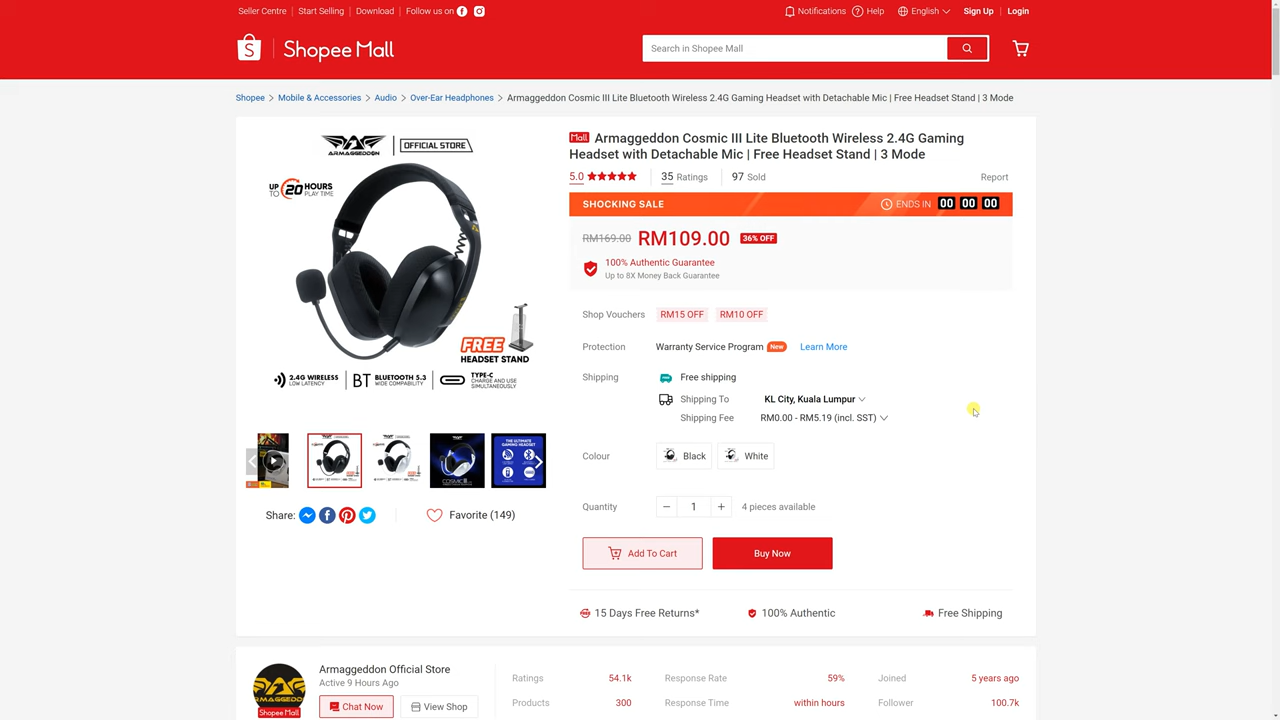 Seller Centre | Start Selling | Download | Follow us on
Notifications Help English Sign Up | Login
Shopee Mall
Search in Shopee Mall
Shopee > Mobile & Accessories > Audio > Over-Ear Headphones > Armaggeddon Cosmic III Lite Bluetooth Wireless 2.4G Gaming Headset with Detachable Mic | Free Headset Stand | 3 Mode
ARMAGGEDDON | OFFICIAL STORE
UP TO 20 HOURS PLAY TIME
FREE
HEADSET STAND
2.4G WIRELESS LOW LATENCY | BT BLUETOOTH 5.3 WIDE COMPABILITY | TYPE-C CHARGE AND USE SIMULTANEOUSLY
Share:
Favorite (149)
Mall Armaggeddon Cosmic III Lite Bluetooth Wireless 2.4G Gaming
Headset with Detachable Mic | Free Headset Stand | 3 Mode
5.0 35 Ratings 97 Sold Report
SHOCKING SALE ENDS IN 00 00 00
RM169.00 RM109.00 36% OFF
100% Authentic Guarantee
Up to 8X Money Back Guarantee
Shop Vouchers RM15 OFF RM10 OFF
Protection Warranty Service Program New Learn More
Shipping Free shipping
Shipping To KL City, Kuala Lumpur
Shipping Fee RM0.00 - RM5.19 (incl. SST)
Colour Black White
Quantity − 1 + 4 pieces available
Add To Cart Buy Now
15 Days Free Returns* 100% Authentic Free Shipping
Armaggeddon Official Store
Active 9 Hours Ago
Shopee Mall
Chat Now View Shop
Ratings 54.1k Response Rate 59% Joined 5 years ago
Products 300 Response Time within hours Follower 100.7k